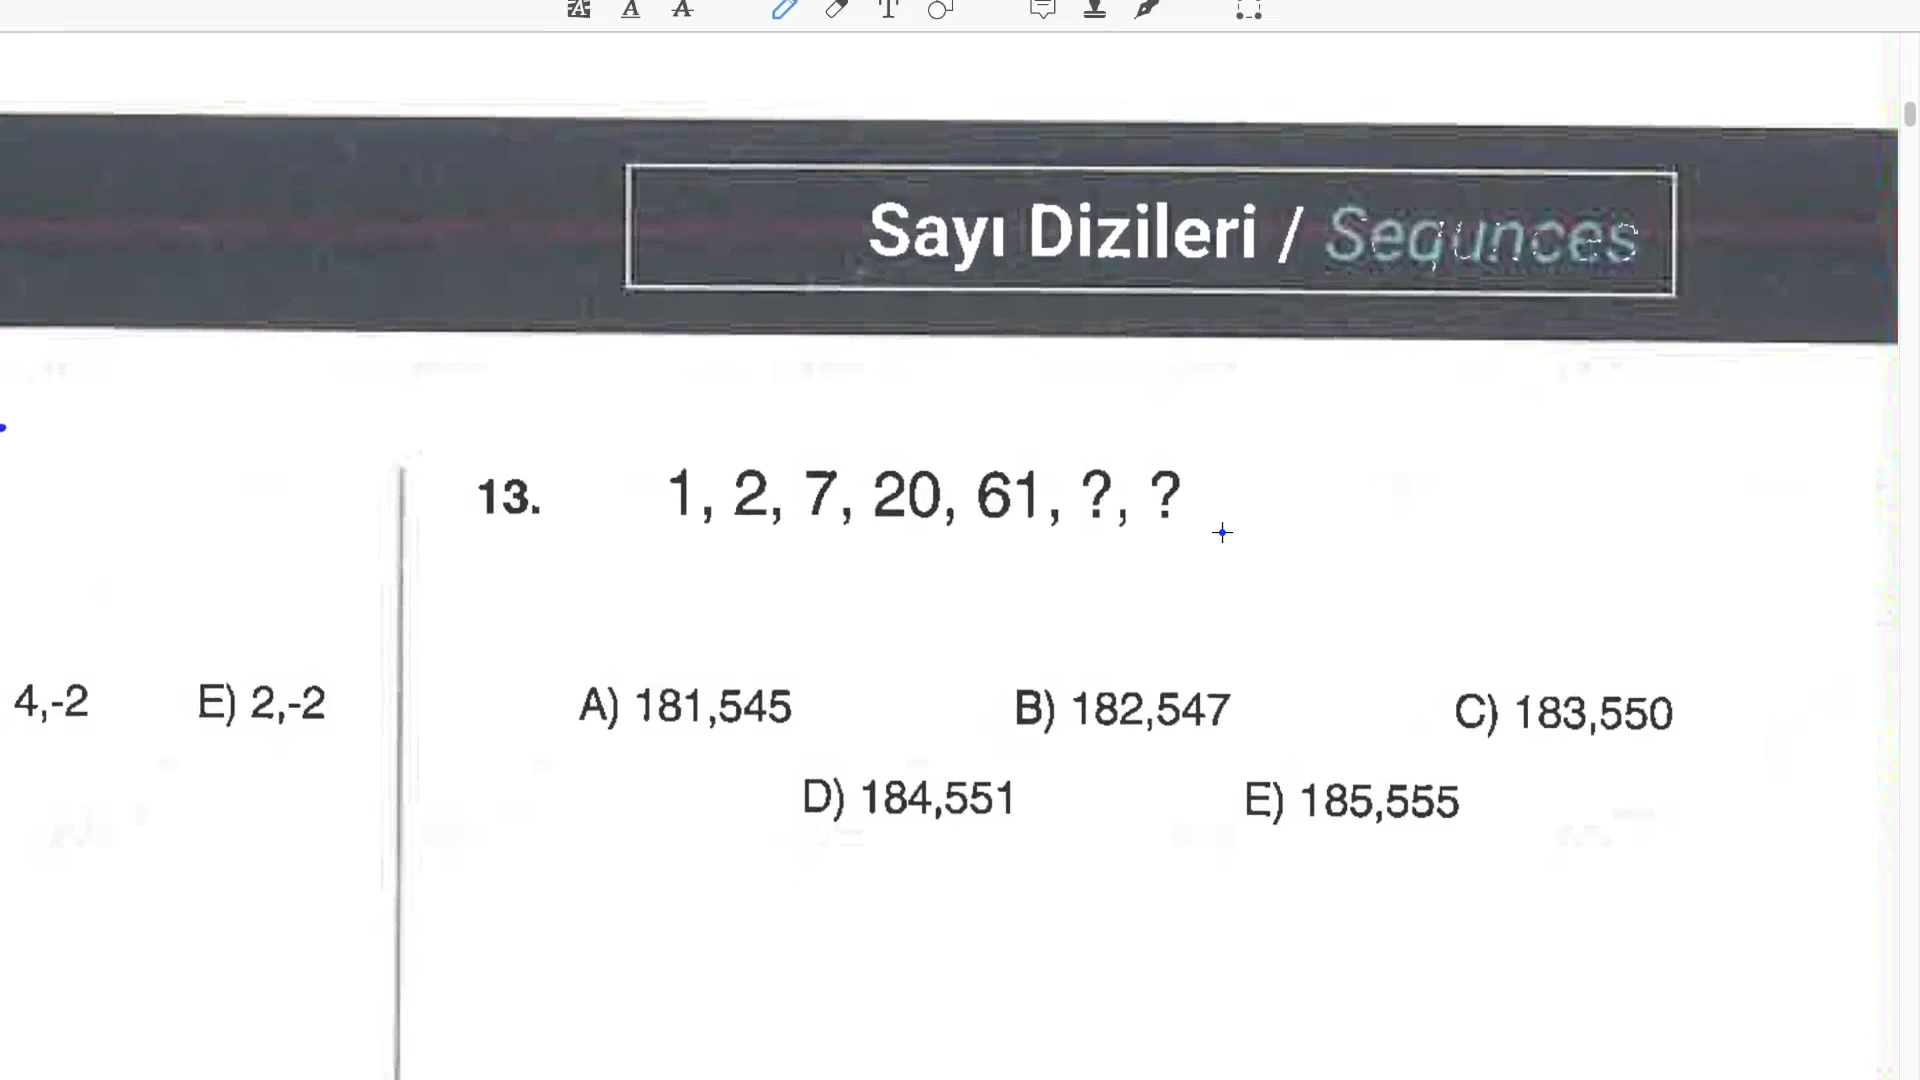 Sayı Dizileri / Sequnces
13. 1, 2, 7, 20, 61, ?, ?
4,-2 E) 2,-2
A) 181,545 B) 182,547 C) 183,550
D) 184,551 E) 185,555